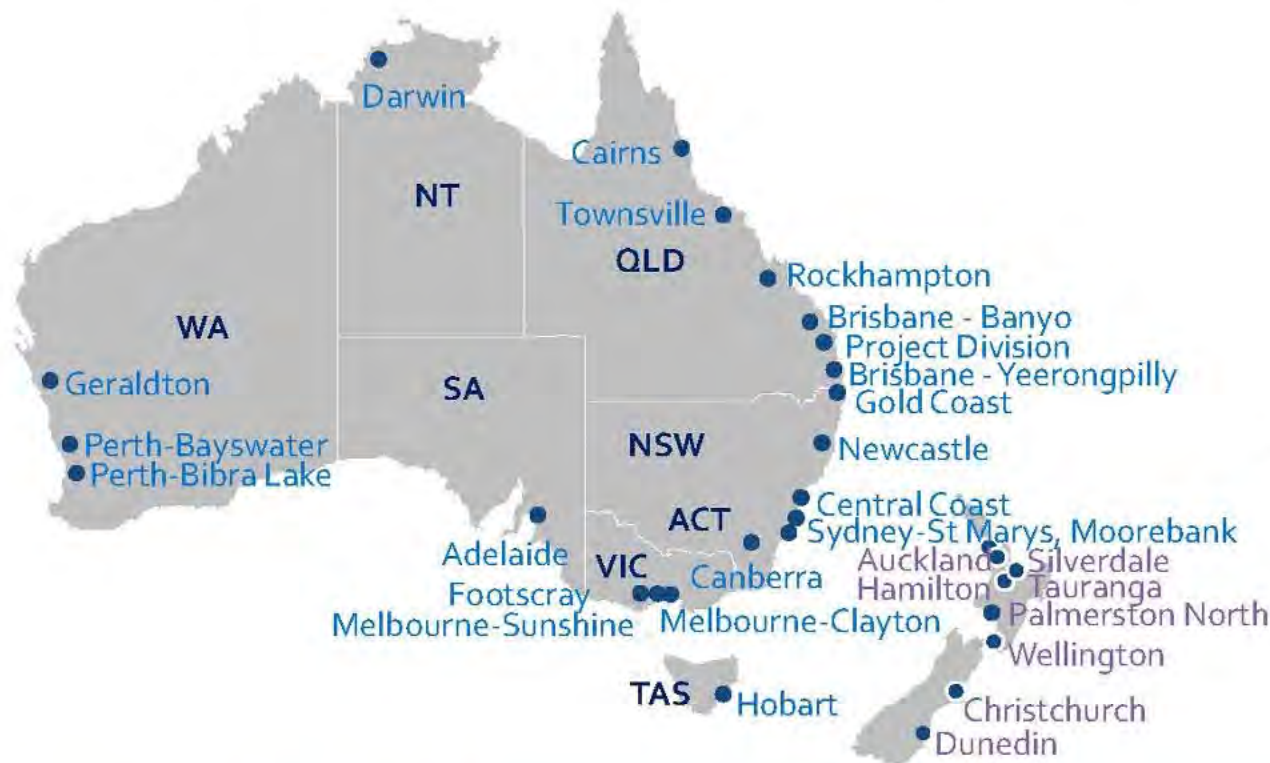 Darwin
Cairns
NT
Townsville
QLD
Rockhampton
WA
Brisbane - Banyo
Project Division
Brisbane - Yeerongpilly
Geraldton
SA
Gold Coast
Perth-Bayswater
NSW
Newcastle
Perth-Bibra Lake
Central Coast
ACT
Sydney-St Marys, Moorebank
Adelaide
VIC
Canberra
Auckland
Silverdale
Footscray
Hamilton
Tauranga
Melbourne-Sunshine
Melbourne-Clayton
Palmerston North
Wellington
TAS
Hobart
Christchurch
Dunedin